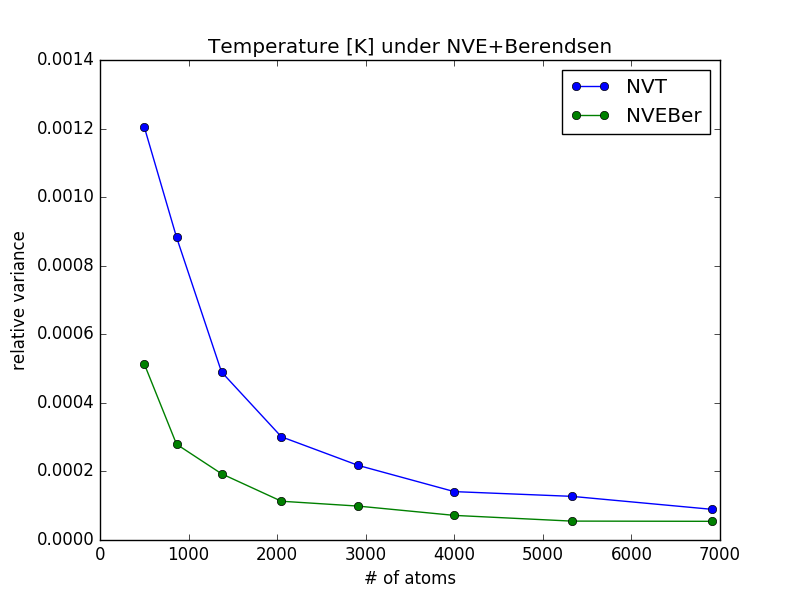 Temperature [K] under NVE+Berendsen
NVT
NVEBer
relative variance
0.0014
0.0012
0.0010
0.0008
0.0006
0.0004
0.0002
0.0000
0 1000 2000 3000 4000 5000 6000 7000
# of atoms